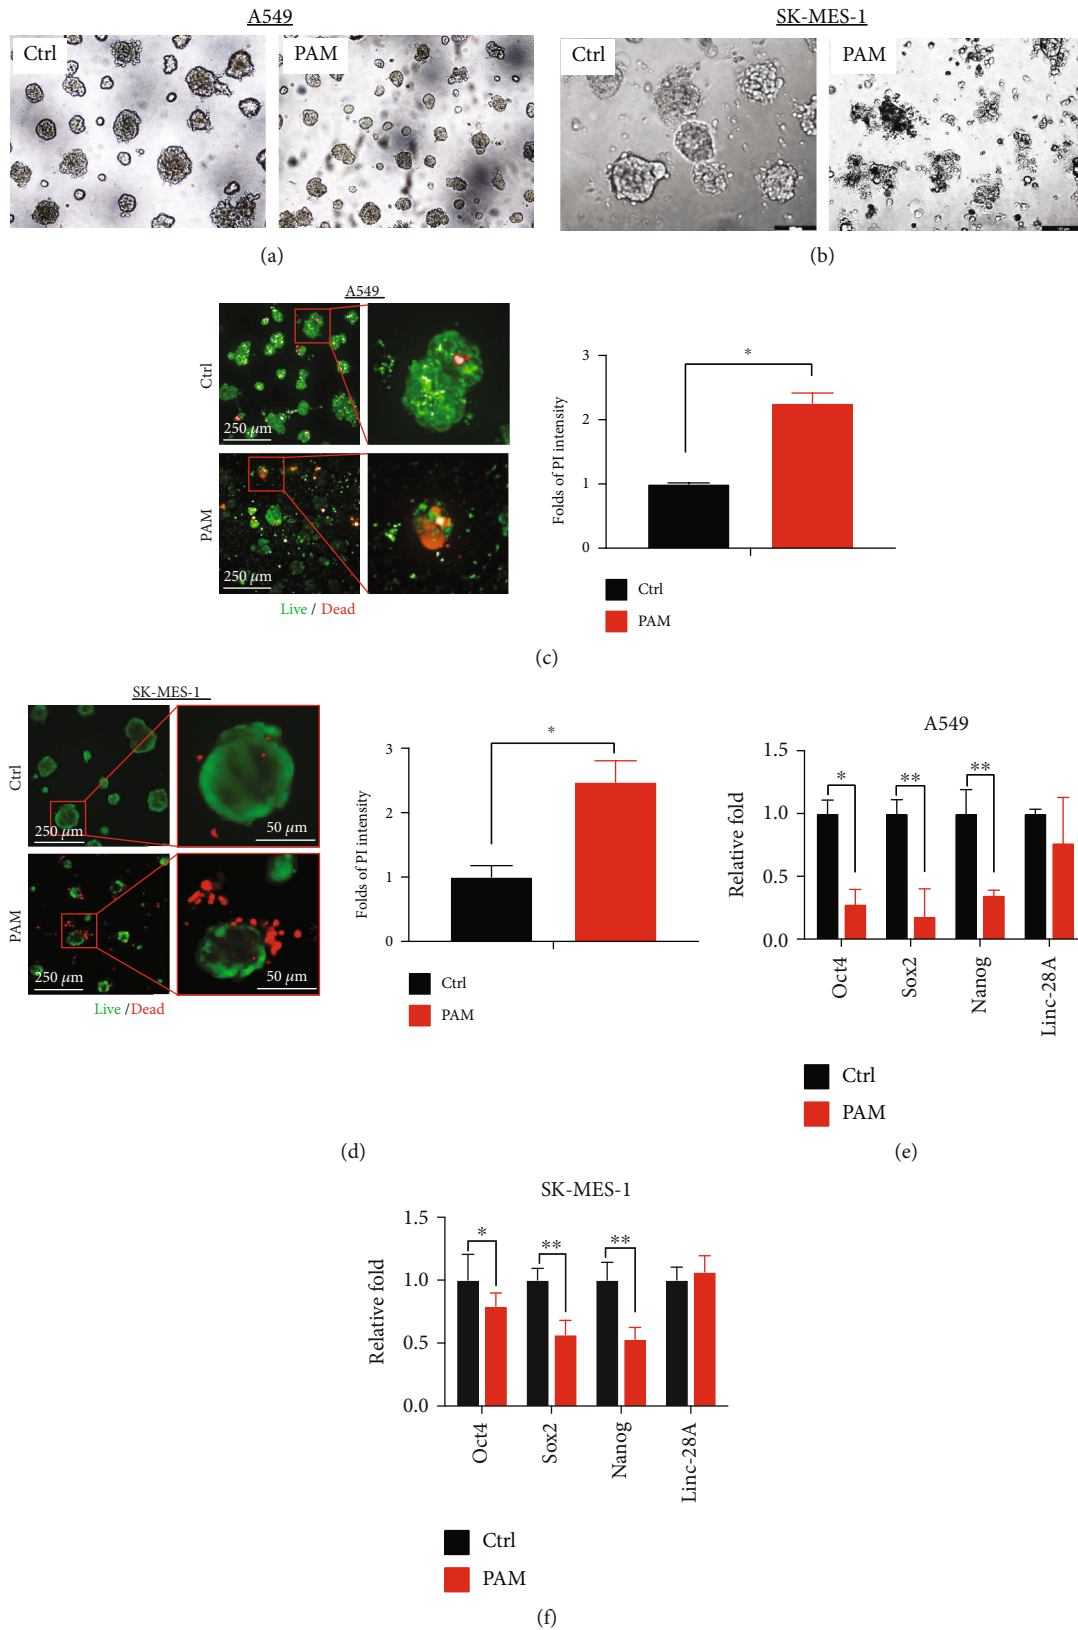 A549
SK-MES-1
Ctrl
PAM
Ctrl
PAM
(a)
(b)
A549
Ctrl
250 μm
PAM
250 μm
Live / Dead
3
2
1
0
Folds of PI intensity
*
Ctrl
PAM
(c)
SK-MES-1
Ctrl
250 μm
50 μm
PAM
250 μm
50 μm
Live /Dead
3
2
1
0
Folds of PI intensity
*
Ctrl
PAM
(d)
A549
1.5
1.0
0.5
0.0
Relative fold
*
**
**
Oct4
Sox2
Nanog
Linc-28A
Ctrl
PAM
(e)
SK-MES-1
1.5
1.0
0.5
0.0
Relative fold
*
**
**
Oct4
Sox2
Nanog
Linc-28A
Ctrl
PAM
(f)